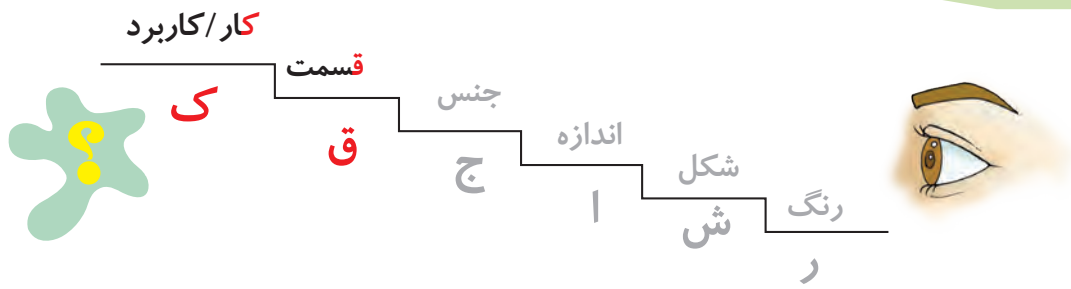 کار/کاربرد
ک
قسمت
ق
جنس
ج
اندازه
ا
شکل
ش
رنگ
ر
؟